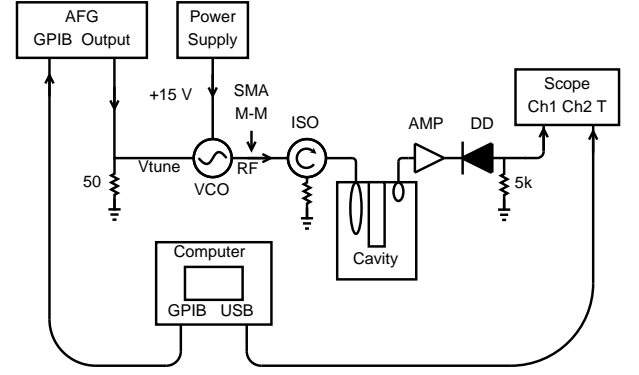 AFG
GPIB Output
Power
Supply
+15 V
SMA
M-M
ISO
AMP
DD
Scope
Ch1 Ch2 T
50
Vtune
VCO
RF
5k
Cavity
Computer
GPIB USB